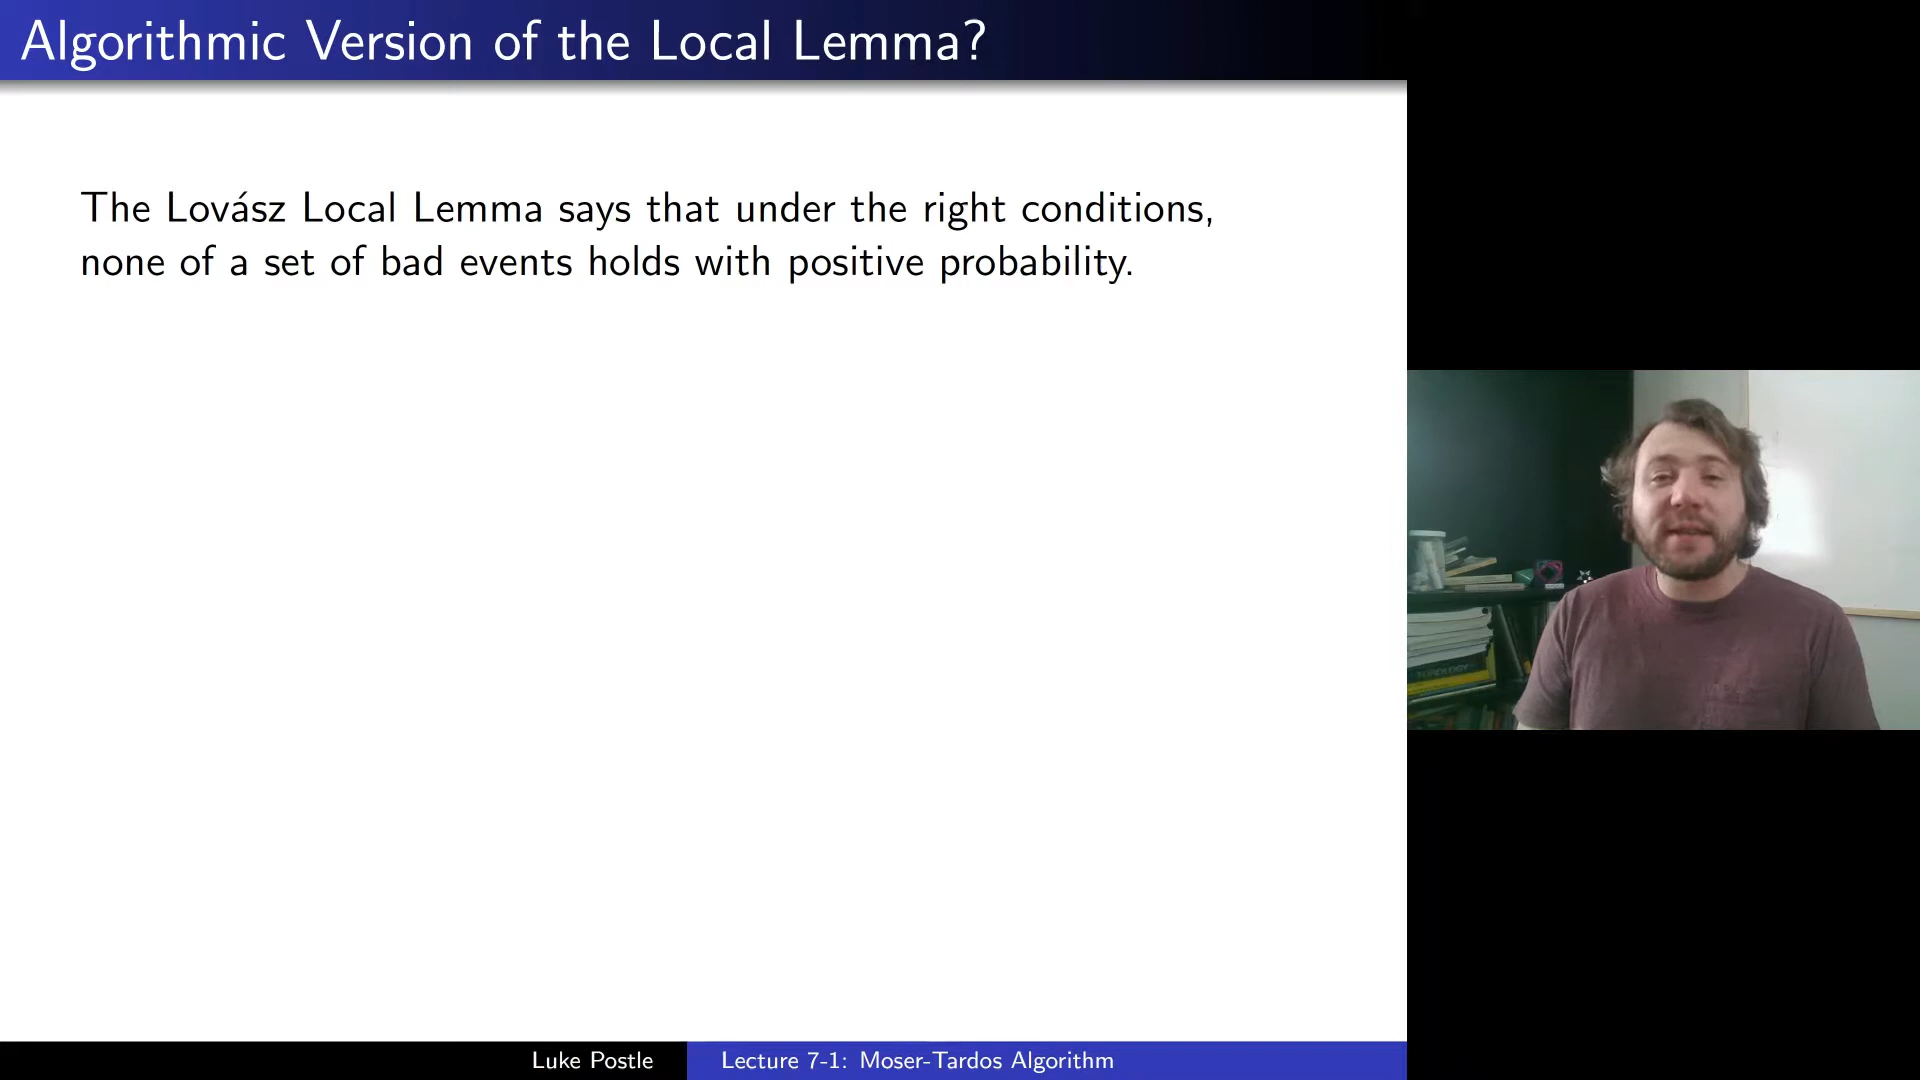 Algorithmic Version of the Local Lemma?
The Lovász Local Lemma says that under the right conditions,
none of a set of bad events holds with positive probability.
Luke Postle
Lecture 7-1: Moser-Tardos Algorithm